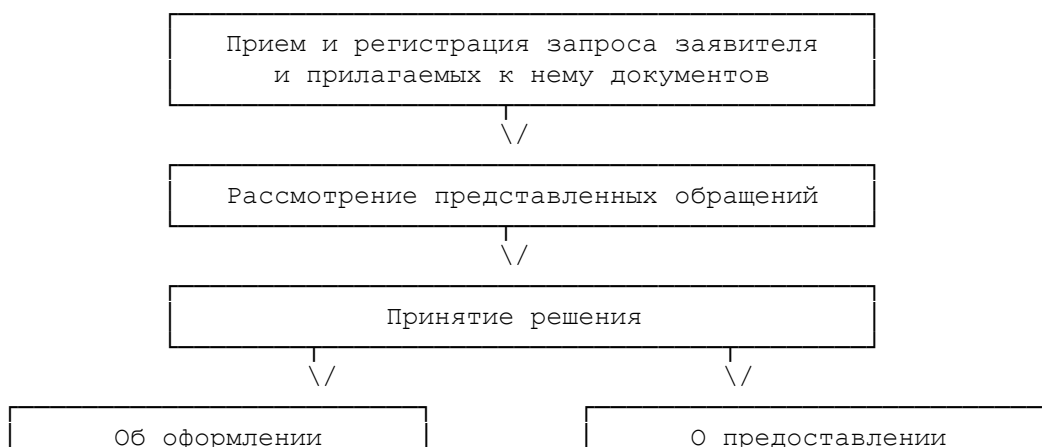 Прием и регистрация запроса заявителя
и прилагаемых к нему документов
Рассмотрение представленных обращений
Принятие решения
Об оформлении
О предоставлении